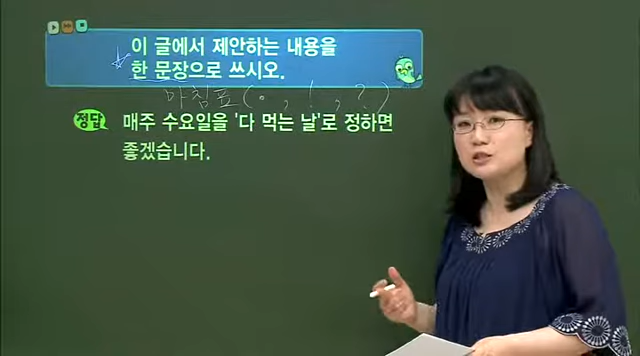 이 글에서 제안하는 내용을
한 문장으로 쓰시오.
마침표( . , ! , ? )
정답 매주 수요일을 '다 먹는 날'로 정하면
좋겠습니다.